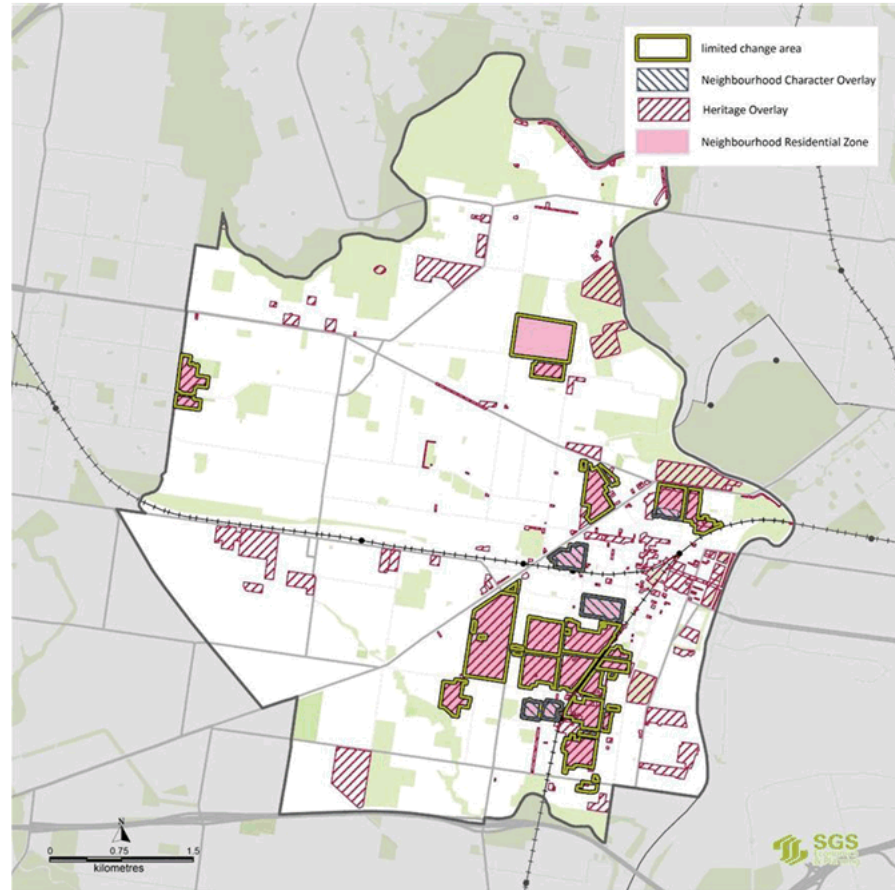 limited change area
Neighbourhood Character Overlay
Heritage Overlay
Neighbourhood Residential Zone
N
0 0.75 1.5
kilometres
SGS